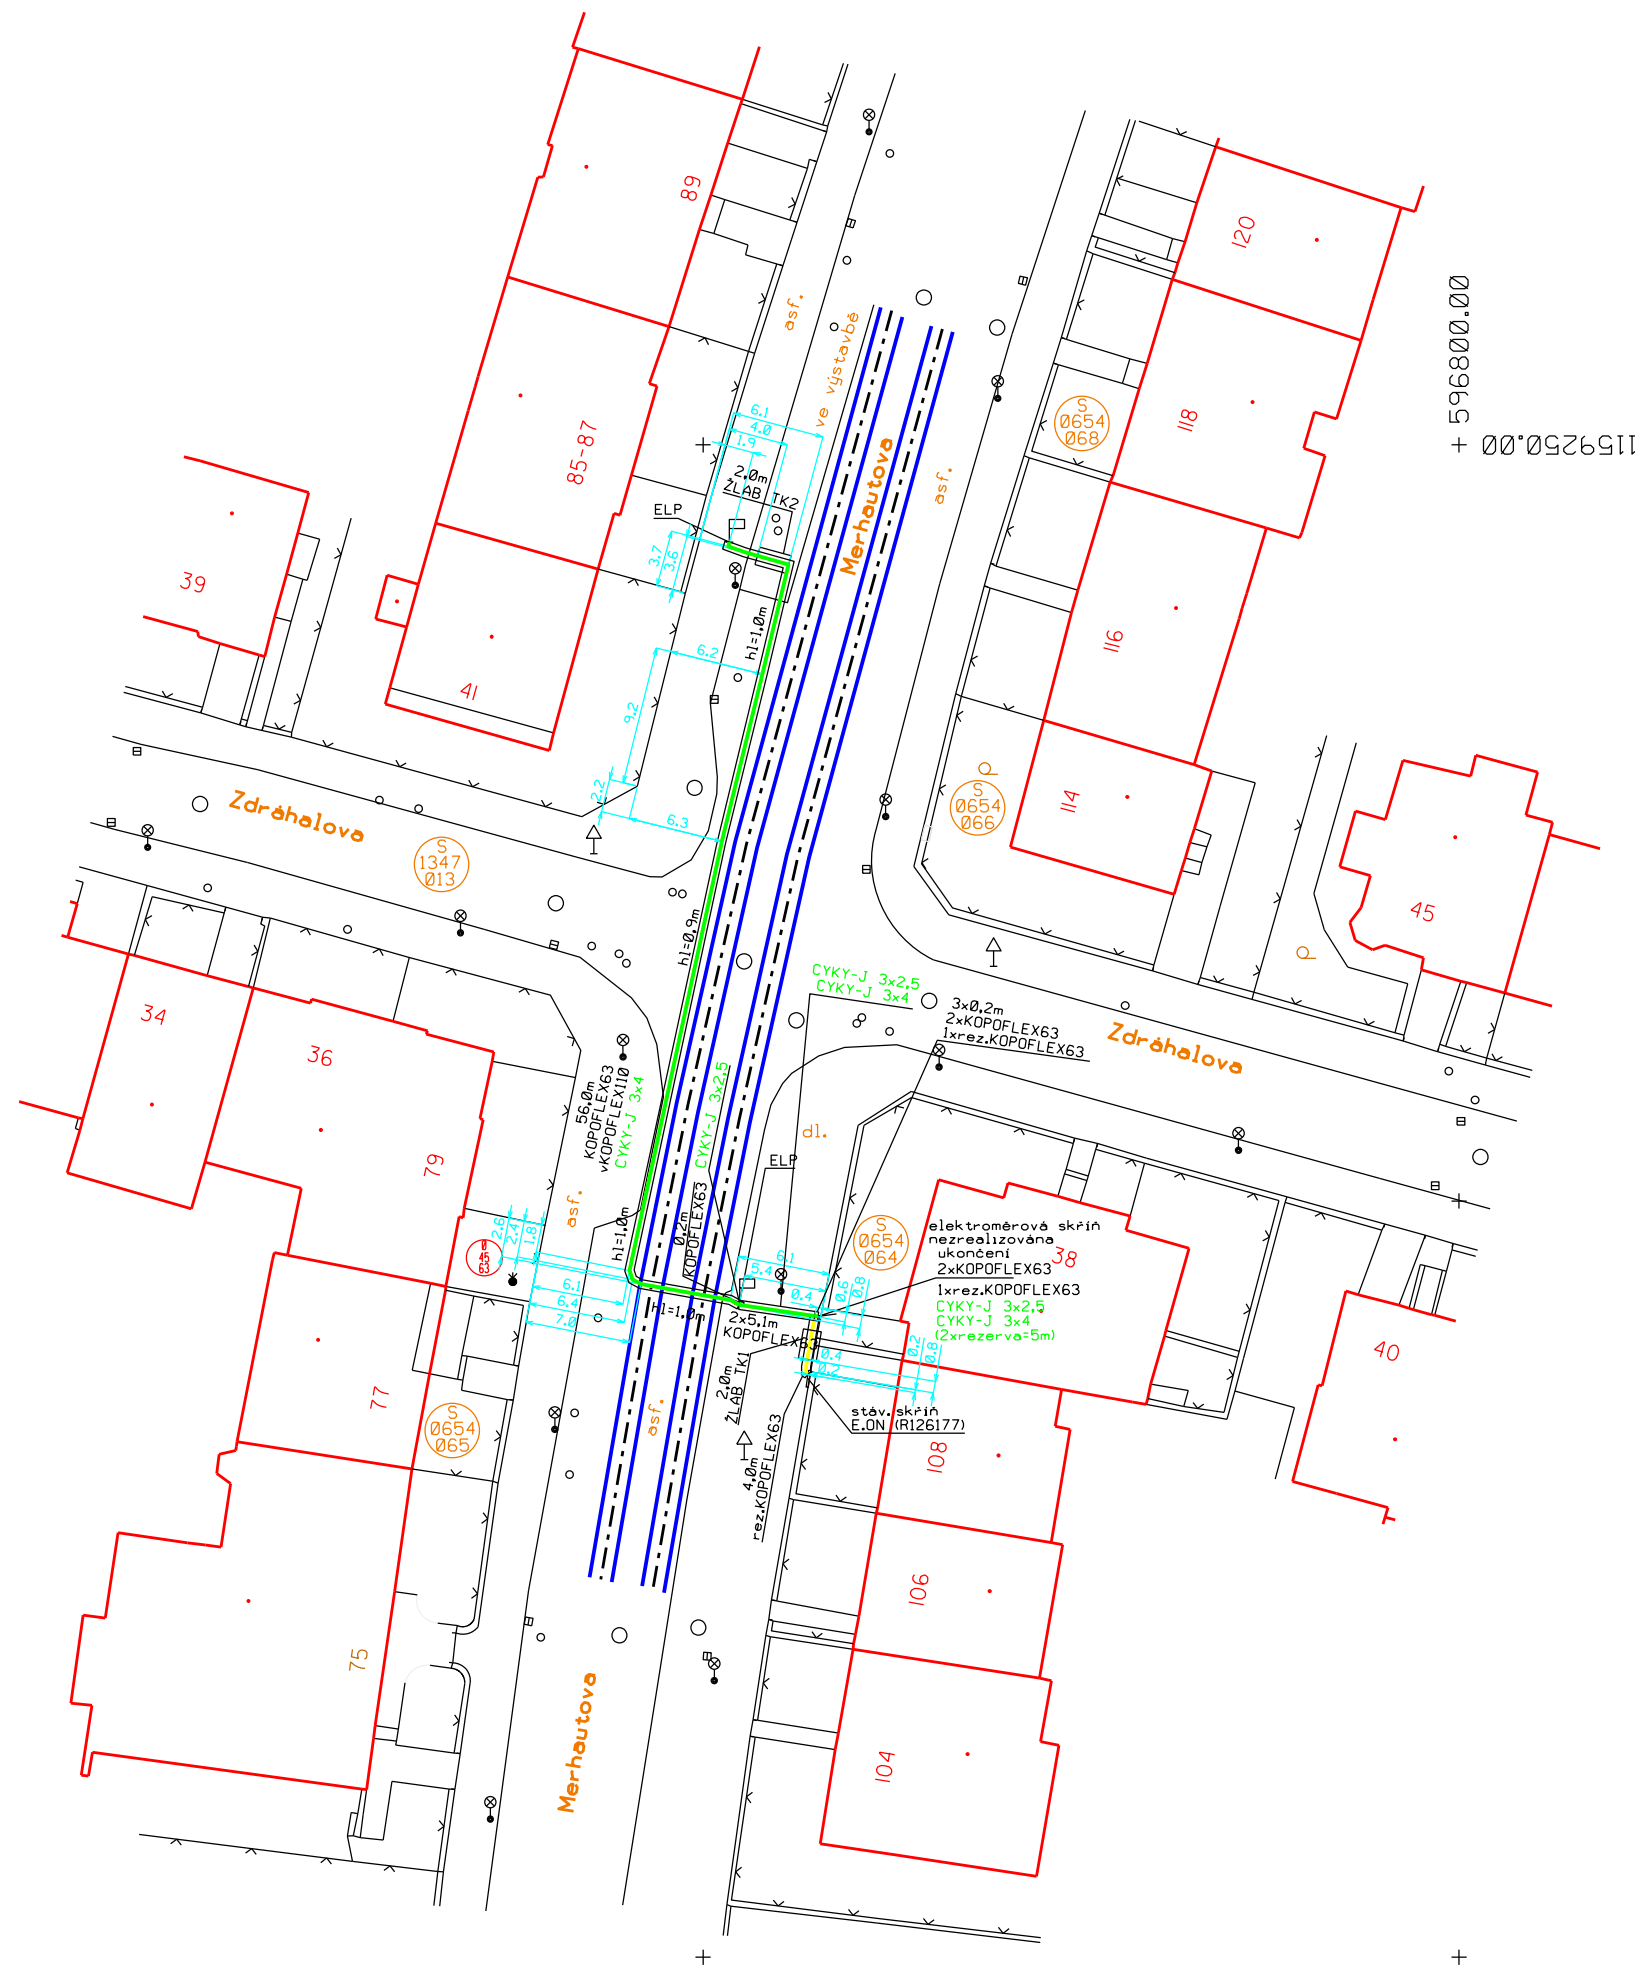 89
120
596800.00
1159250.00
asf.
ve výstavbě
118
S
0654
068
6.1
4.0
1.9
85-87
Merhautova
asf.
2,0m
ŽLAB TK2
ELP
3.7
3.6
39
116
hl=1,0m
6.2
41
9.2
2.2
6.3
Zdráhalova
S
0654
066
114
S
1347
013
45
hl=0,9m
CYKY-J 3x2,5
CYKY-J 3x4
3x0,2m
2xKOPOFLEX63
1xrez.KOPOFLEX63
Zdráhalova
34
36
56,0m
KOPOFLEX63
vKOPOFLEX110
CYKY-J 3x4
CYKY-J 3x2,5
dl.
ELP
79
asf.
0,2m
KOPOFLEX63
hl=1,0m
2.6
2.4
1.8
0
45
63
S
0654
064
elektroměrová skříň
nezrealizována
ukončení
2xKOPOFLEX63
1xrez.KOPOFLEX63
CYKY-J 3x2,5
CYKY-J 3x4
(2xrezerva=5m)
38
6.1
5.4
0.4
0.6
0.8
6.1
6.4
7.0
hl=1,0m
2x5,1m
KOPOFLEX63
0.4
0.2
0.2
0.8
40
77
2,0m
ŽLAB TK1
stáv.skříň
E.ON (R126177)
S
0654
065
asf.
108
4,0m
rez.KOPOFLEX63
106
75
Merhautova
104